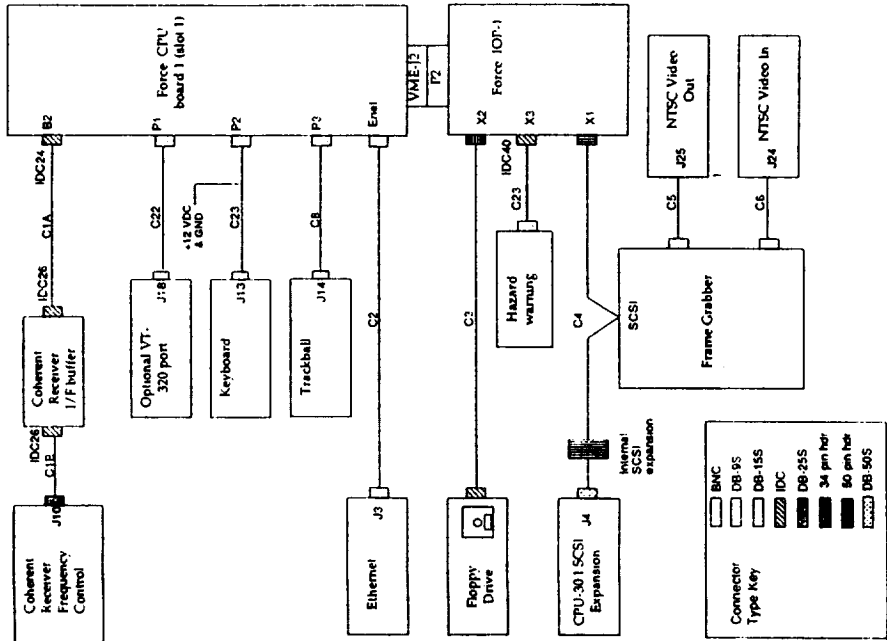 Force CPU
board 1 (slot 1)
B2
P1
P2
P3
Enet
VME-J2
P2
Force IOP-1
X2
X3
X1
IDC24
C1A
IDC26
Coherent
Receiver
I/F buffer
IDC26
J10
Coherent
Receiver
Frequency
Control
C22
J18
Optional VT-
320 port
+12 VDC
& GND
C23
J13
Keyboard
C8
J14
Trackball
C2
J3
Ethernet
Floppy
Drive
IDC40
C23
Hazard
warning
C4
Internal
SCSI
expansion
J4
CPU-30 I SCSI
Expansion
SCSI
Frame Grabber
C5
J25
NTSC Video
Out
C6
J24
NTSC Video In
Connector
Type Key
BNC
DB-9S
DB-15S
IDC
DB-25S
34 pin hdr
50 pin hdr
DB-50S